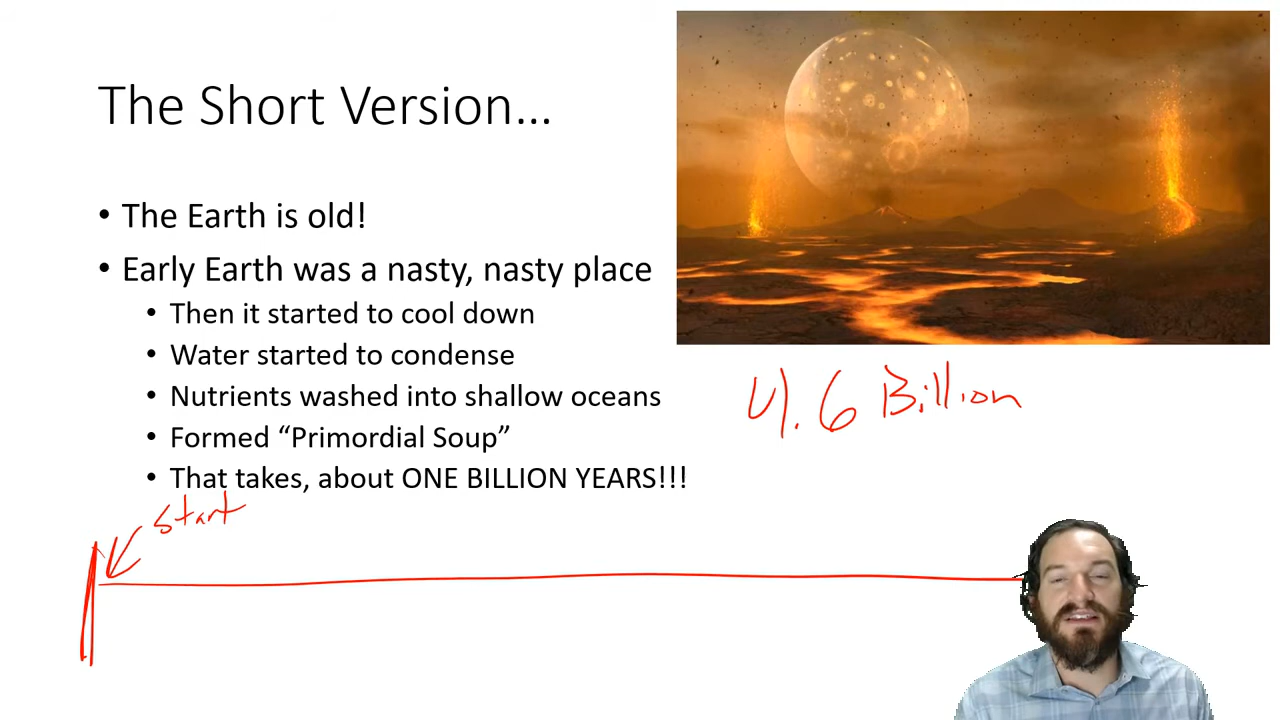 The Short Version...
• The Earth is old!
• Early Earth was a nasty, nasty place
• Then it started to cool down
• Water started to condense
• Nutrients washed into shallow oceans
• Formed “Primordial Soup”
• That takes, about ONE BILLION YEARS!!!
4.6 Billion
start